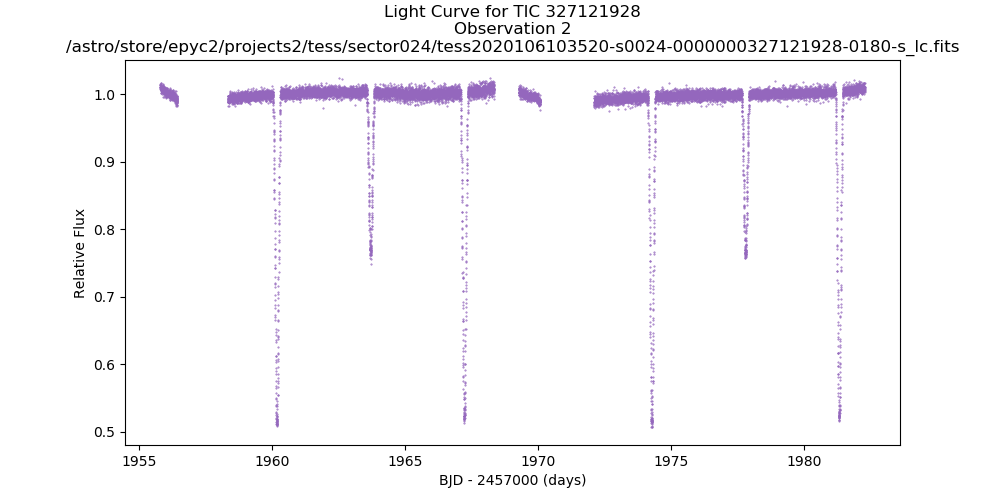 Light Curve for TIC 327121928
Observation 2
/astro/store/epyc2/projects2/tess/sector024/tess2020106103520-s0024-0000000327121928-0180-s_lc.fits
1.0
0.9
0.8
0.7
0.6
0.5
Relative Flux
1955 1960 1965 1970 1975 1980
BJD - 2457000 (days)